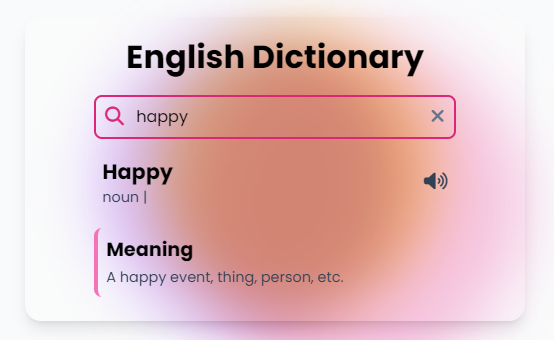 English Dictionary
happy
Happy
noun |
Meaning
A happy event, thing, person, etc.